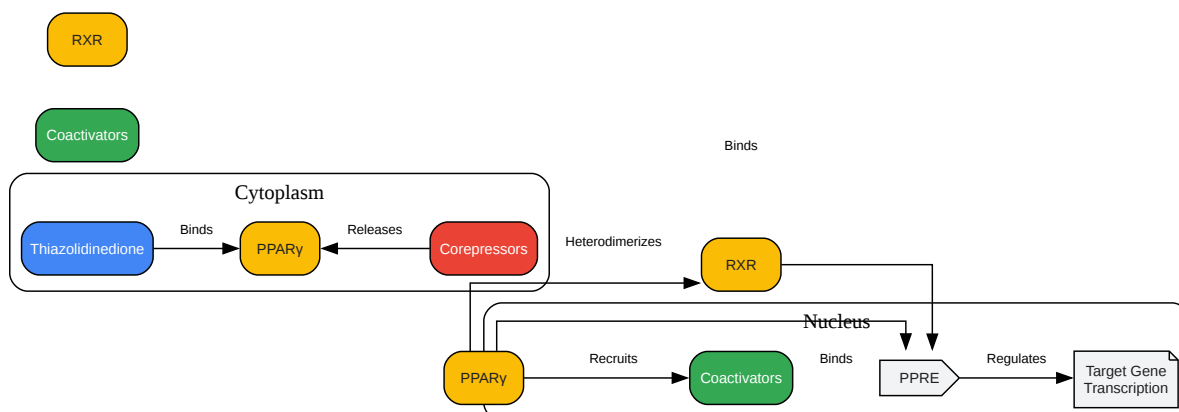 RXR
Coactivators
Binds
Cytoplasm
Thiazolidinedione
Binds
PPARγ
Releases
Corepressors
Heterodimerizes
RXR
Nucleus
PPARγ
Recruits
Coactivators
Binds
PPRE
Regulates
Target Gene
Transcription